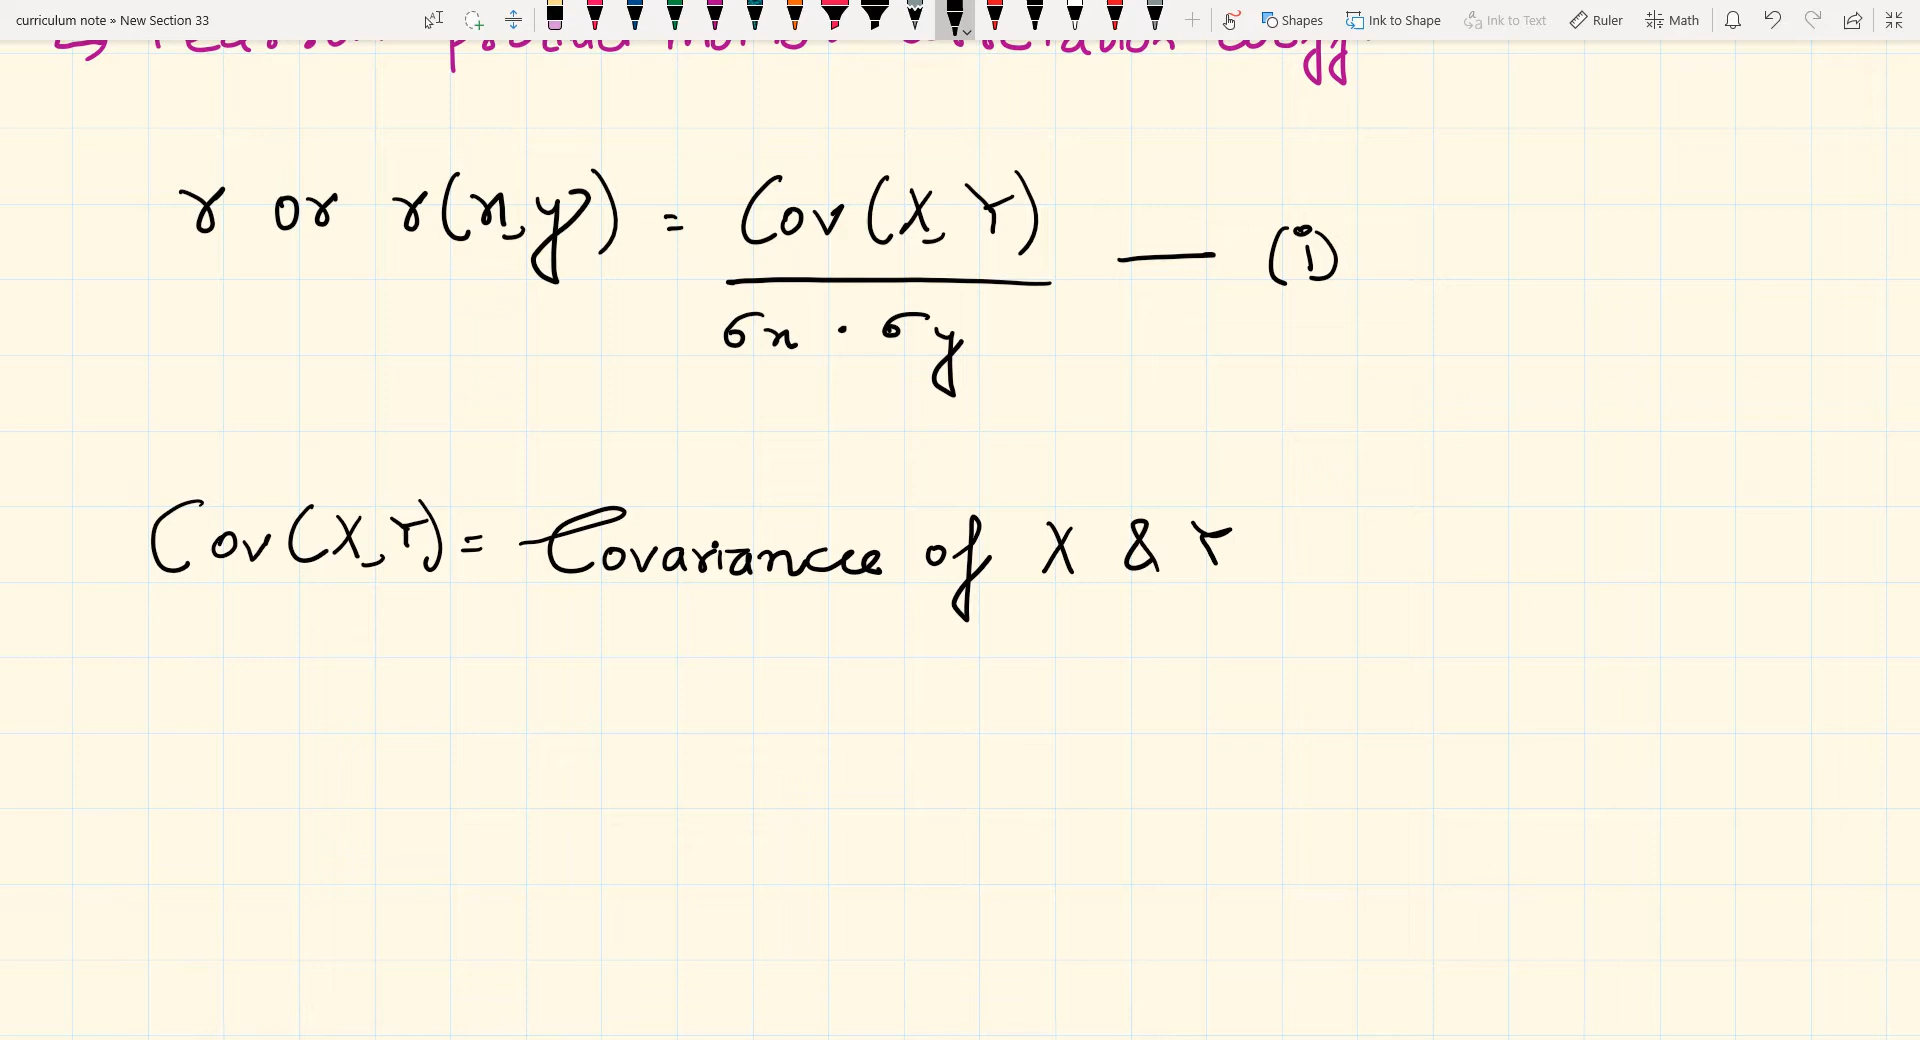 curriculum note » New Section 33 Shapes Ink to Shape Ink to Text Ruler Math
r or r(x, y) = Cov(X, Y) / σx · σy — (i)
Cov(X, Y) = Covariance of X & Y